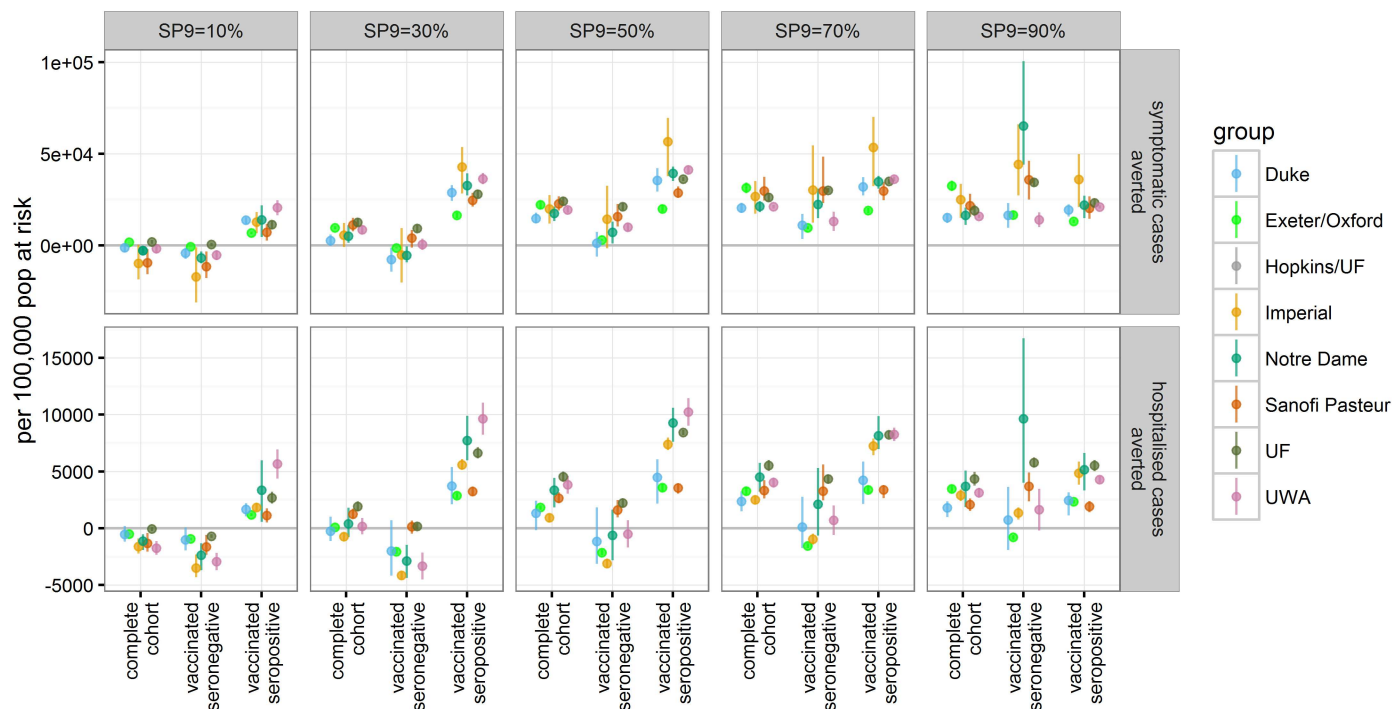 SP9=10%
SP9=30%
SP9=50%
SP9=70%
SP9=90%
per 100,000 pop at risk
1e+05
5e+04
0e+00
symptomatic cases
averted
15000
10000
5000
0
-5000
hospitalised cases
averted
complete
cohort
vaccinated
seronegative
vaccinated
seropositive
complete
cohort
vaccinated
seronegative
vaccinated
seropositive
complete
cohort
vaccinated
seronegative
vaccinated
seropositive
complete
cohort
vaccinated
seronegative
vaccinated
seropositive
complete
cohort
vaccinated
seronegative
vaccinated
seropositive
group
Duke
Exeter/Oxford
Hopkins/UF
Imperial
Notre Dame
Sanofi Pasteur
UF
UWA